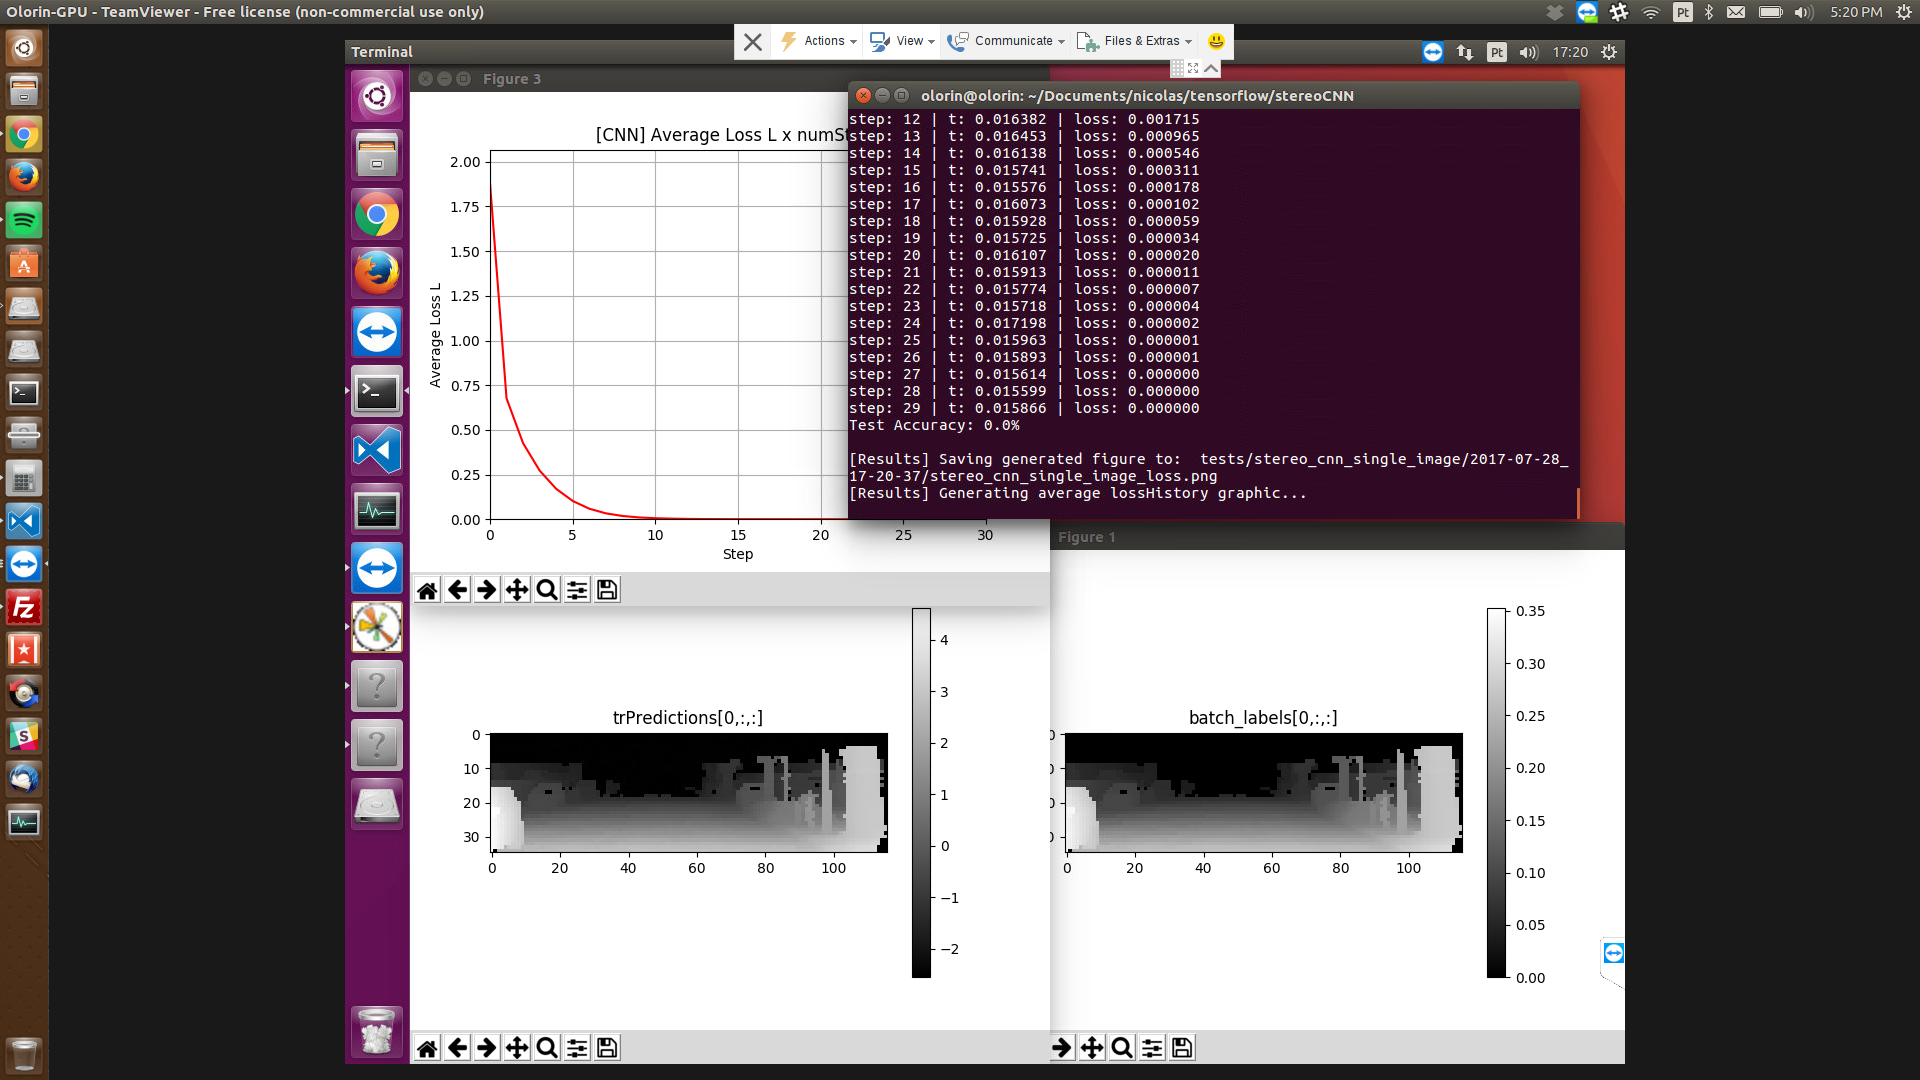 Olorin-GPU - TeamViewer - Free license (non-commercial use only)
Pt
5:20 PM
Actions
View
Communicate
Files & Extras
Terminal
Pt
17:20
Figure 3
[CNN] Average Loss L x
2.00
1.75
1.50
1.25
1.00
0.75
0.50
0.25
0.00
Average Loss L
0 5 10 15 20 25 30
Step
olorin@olorin: ~/Documents/nicolas/tensorflow/stereoCNN
step: 12 | t: 0.016382 | loss: 0.001715
step: 13 | t: 0.016453 | loss: 0.000965
step: 14 | t: 0.016138 | loss: 0.000546
step: 15 | t: 0.015741 | loss: 0.000311
step: 16 | t: 0.015576 | loss: 0.000178
step: 17 | t: 0.016073 | loss: 0.000102
step: 18 | t: 0.015928 | loss: 0.000059
step: 19 | t: 0.015725 | loss: 0.000034
step: 20 | t: 0.016107 | loss: 0.000020
step: 21 | t: 0.015913 | loss: 0.000011
step: 22 | t: 0.015774 | loss: 0.000007
step: 23 | t: 0.015718 | loss: 0.000004
step: 24 | t: 0.017198 | loss: 0.000002
step: 25 | t: 0.015963 | loss: 0.000001
step: 26 | t: 0.015893 | loss: 0.000001
step: 27 | t: 0.015614 | loss: 0.000000
step: 28 | t: 0.015599 | loss: 0.000000
step: 29 | t: 0.015866 | loss: 0.000000
Test Accuracy: 0.0%
[Results] Saving generated figure to:  tests/stereo_cnn_single_image/2017-07-28_
17-20-37/stereo_cnn_single_image_loss.png
[Results] Generating average lossHistory graphic...
trPredictions[0,:,:]
0
10
20
30
0 20 40 60 80 100
4
3
2
1
0
−1
−2
Figure 1
batch_labels[0,:,:]
0
0 20 40 60 80 100
0.35
0.30
0.25
0.20
0.15
0.10
0.05
0.00